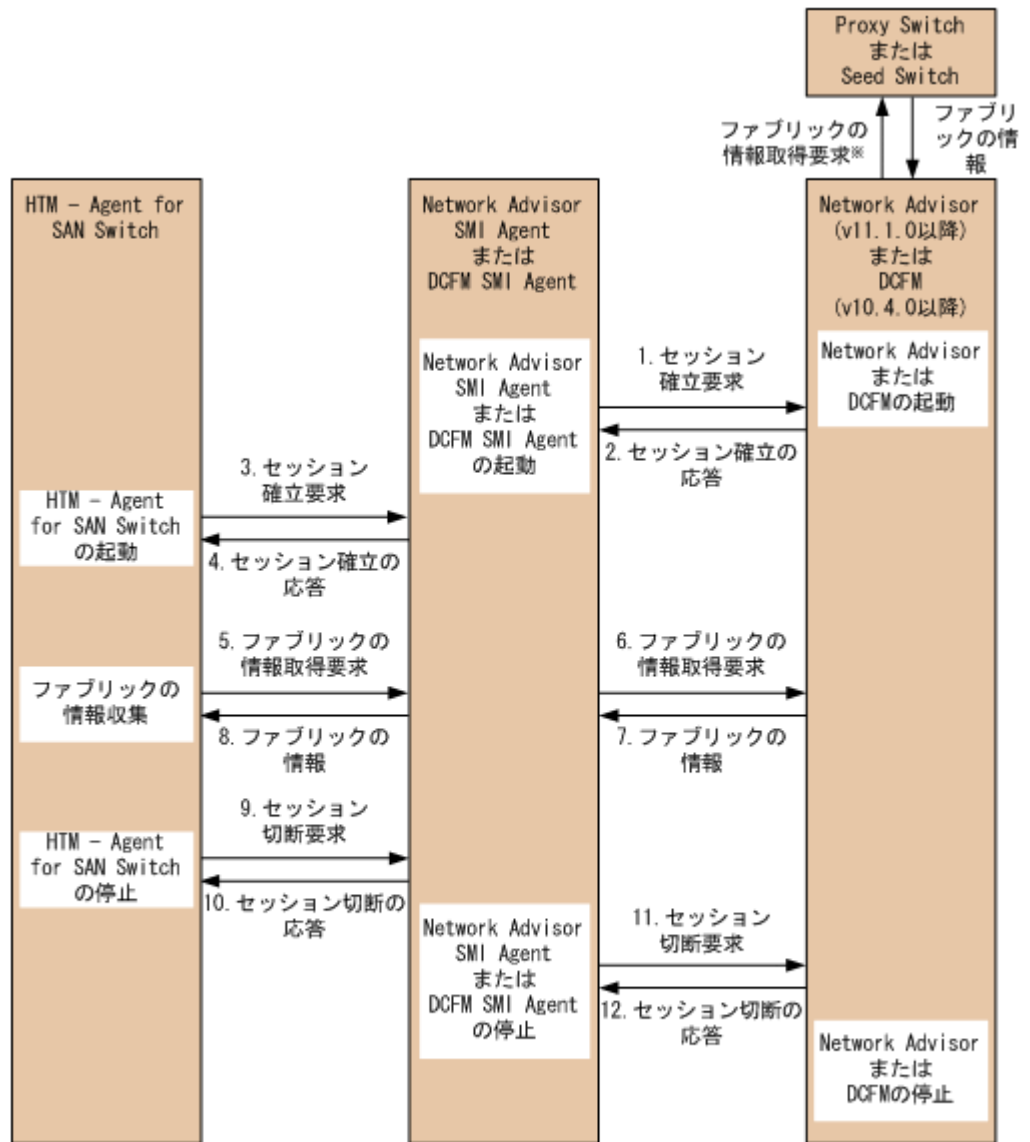 Proxy Switch
または
Seed Switch
ファブリックの
情報取得要求※
ファブリ
ックの情
報
HTM － Agent for
SAN Switch
Network Advisor
SMI Agent
または
DCFM SMI Agent
Network Advisor
(v11.1.0以降)
または
DCFM
(v10.4.0以降)
Network Advisor
SMI Agent
または
DCFM SMI Agent
の起動
1.セッション
確立要求
Network Advisor
または
DCFMの起動
2.セッション確立の
応答
3.セッション
確立要求
HTM － Agent
for SAN Switch
の起動
4.セッション確立の
応答
5.ファブリックの
情報取得要求
6.ファブリックの
情報取得要求
ファブリックの
情報収集
8.ファブリックの
情報
7.ファブリックの
情報
9.セッション
切断要求
HTM － Agent
for SAN Switch
の停止
10.セッション切断の
応答
Network Advisor
SMI Agent
または
DCFM SMI Agent
の停止
11.セッション
切断要求
12.セッション切断の
応答
Network Advisor
または
DCFMの停止